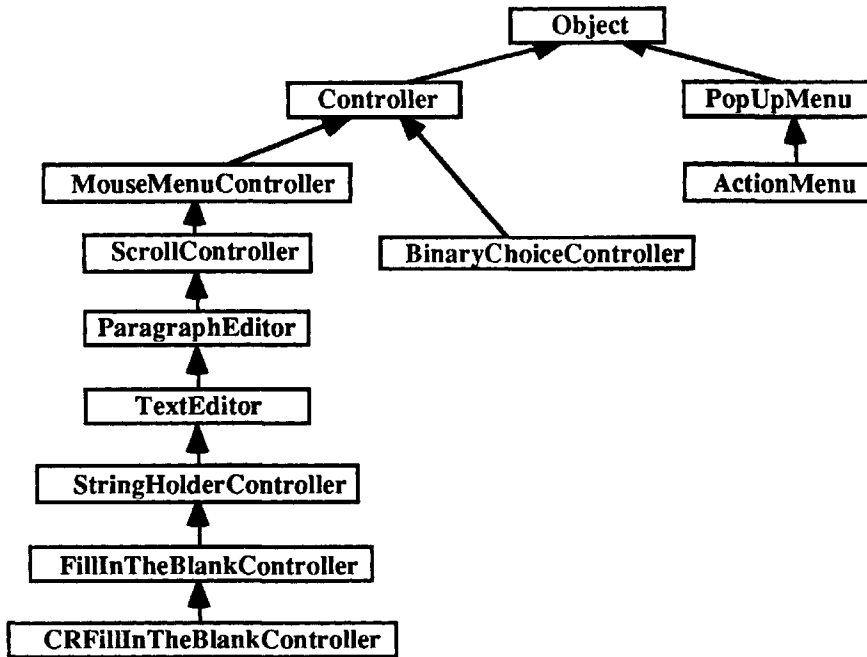 Object
Controller
PopUpMenu
MouseMenuController
ActionMenu
ScrollController
BinaryChoiceController
ParagraphEditor
TextEditor
StringHolderController
FillInTheBlankController
CRFillInTheBlankController